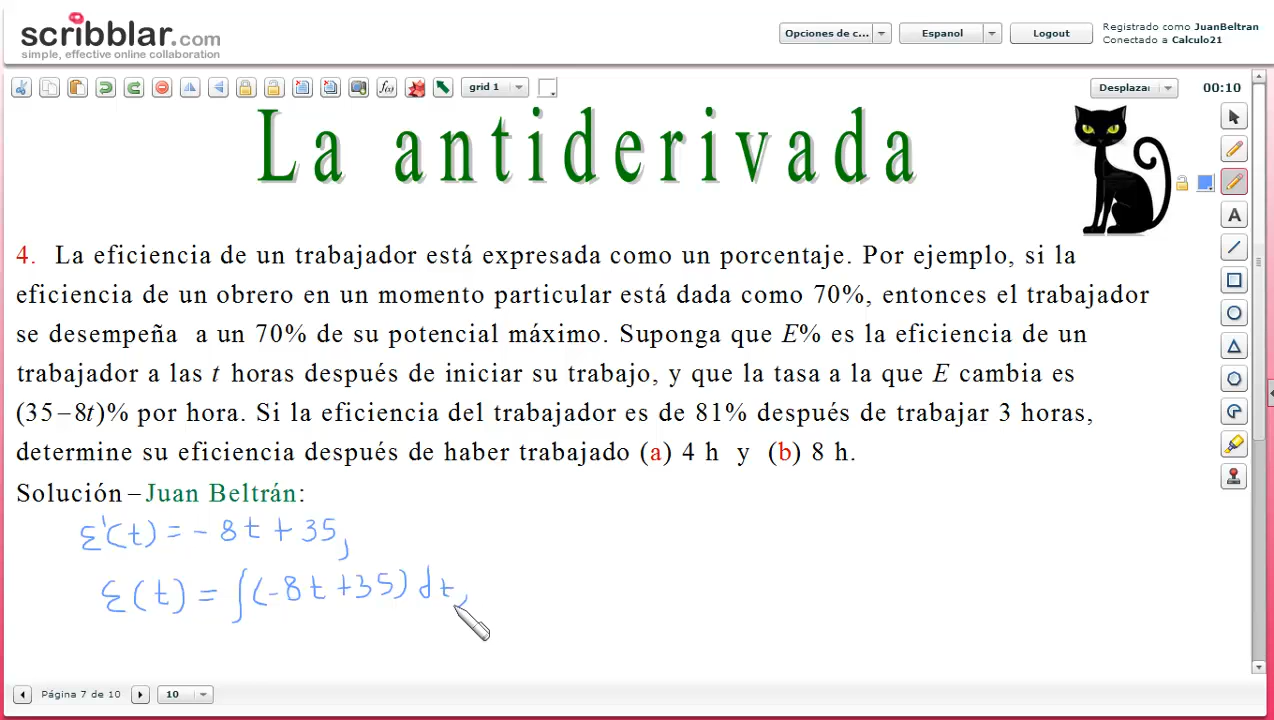 scribblar.com
simple, effective online collaboration
Opciones de c...
Espanol
Logout
Registrado como JuanBeltran
Conectado a Calculo21
f(x)
grid 1
Desplazar
00:10
La antiderivada
A
4. La eficiencia de un trabajador está expresada como un porcentaje. Por ejemplo, si la
eficiencia de un obrero en un momento particular está dada como 70%, entonces el trabajador
se desempeña a un 70% de su potencial máximo. Suponga que E% es la eficiencia de un
trabajador a las t horas después de iniciar su trabajo, y que la tasa a la que E cambia es
(35–8t)% por hora. Si la eficiencia del trabajador es de 81% después de trabajar 3 horas,
determine su eficiencia después de haber trabajado (a) 4 h y (b) 8 h.
Solución – Juan Beltrán:
E'(t) = -8t + 35,
E(t) = ∫(-8t+35) dt,
Página 7 de 10
10